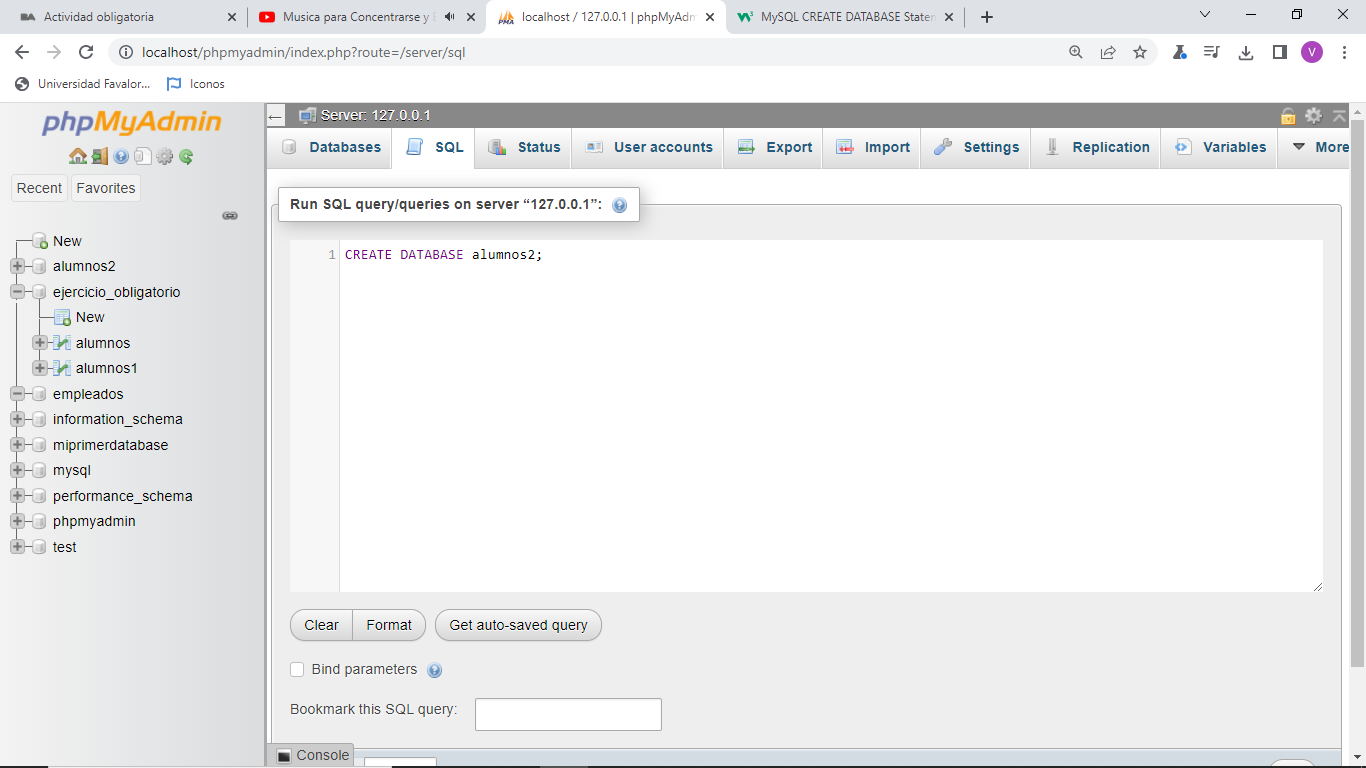 Actividad obligatoria
Musica para Concentrarse y E
localhost / 127.0.0.1 | phpMyAdm
MySQL CREATE DATABASE Staten
localhost/phpmyadmin/index.php?route=/server/sql
V
Universidad Favalor...
Iconos
phpMyAdmin
Recent
Favorites
New
alumnos2
ejercicio_obligatorio
New
alumnos
alumnos1
empleados
information_schema
miprimerdatabase
mysql
performance_schema
phpmyadmin
test
Server: 127.0.0.1
Databases
SQL
Status
User accounts
Export
Import
Settings
Replication
Variables
More
Run SQL query/queries on server “127.0.0.1”:
1 CREATE DATABASE alumnos2;
Clear
Format
Get auto-saved query
Bind parameters
Bookmark this SQL query:
Console